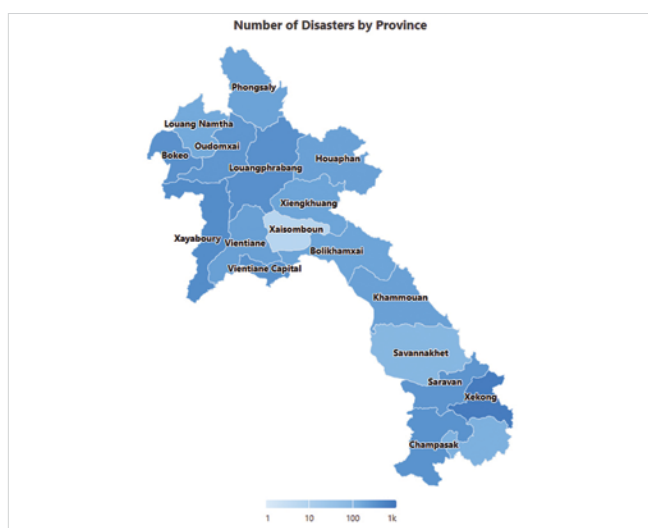 Number of Disasters by Province
Phongsaly
Louang Namtha
Oudomxai
Bokeo
Houaphan
Louangphrabang
Xiengkhuang
Xaisomboun
Xayaboury
Vientiane
Bolikhamxai
Vientiane Capital
Khammouan
Savannakhet
Saravan
Xekong
Champasak
1 10 100 1k